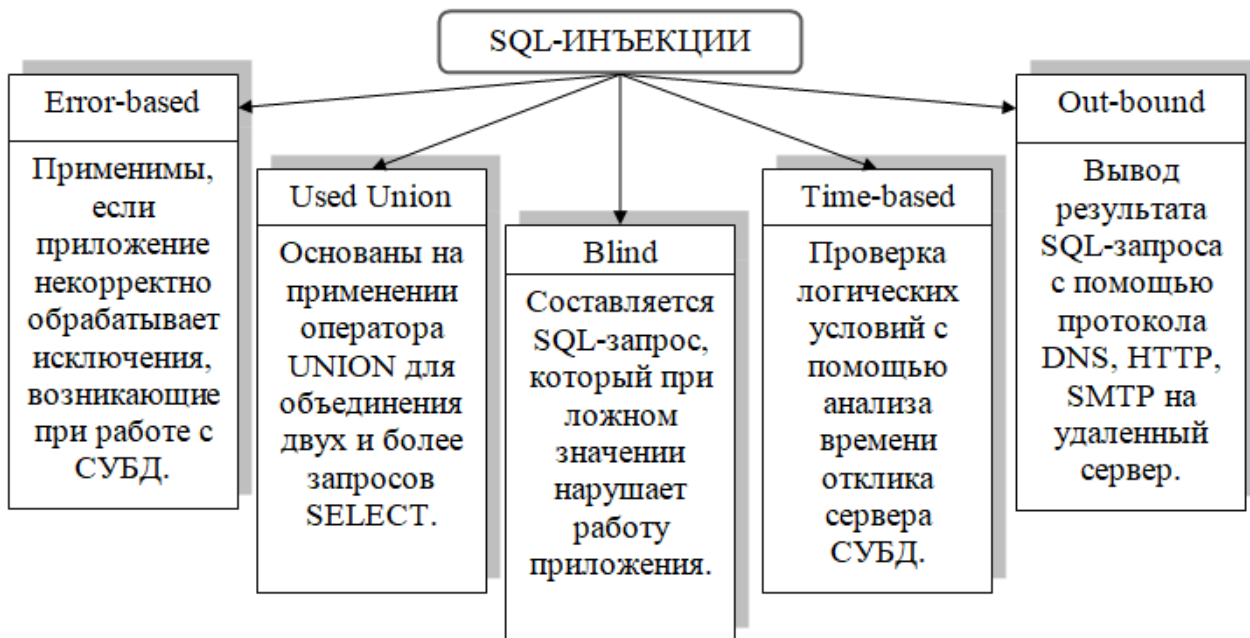 SQL-ИНЪЕКЦИИ
Error-based
Применимы,
если
приложение
некорректно
обрабатывает
исключения,
возникающие
при работе с
СУБД.
Used Union
Основаны на
применении
оператора
UNION для
объединения
двух и более
запросов
SELECT.
Blind
Составляется
SQL-запрос,
который при
ложном
значении
нарушает
работу
приложения.
Time-based
Проверка
логических
условий с
помощью
анализа
времени
отклика
сервера
СУБД.
Out-bound
Вывод
результата
SQL-запроса
с помощью
протокола
DNS, HTTP,
SMTP на
удаленный
сервер.